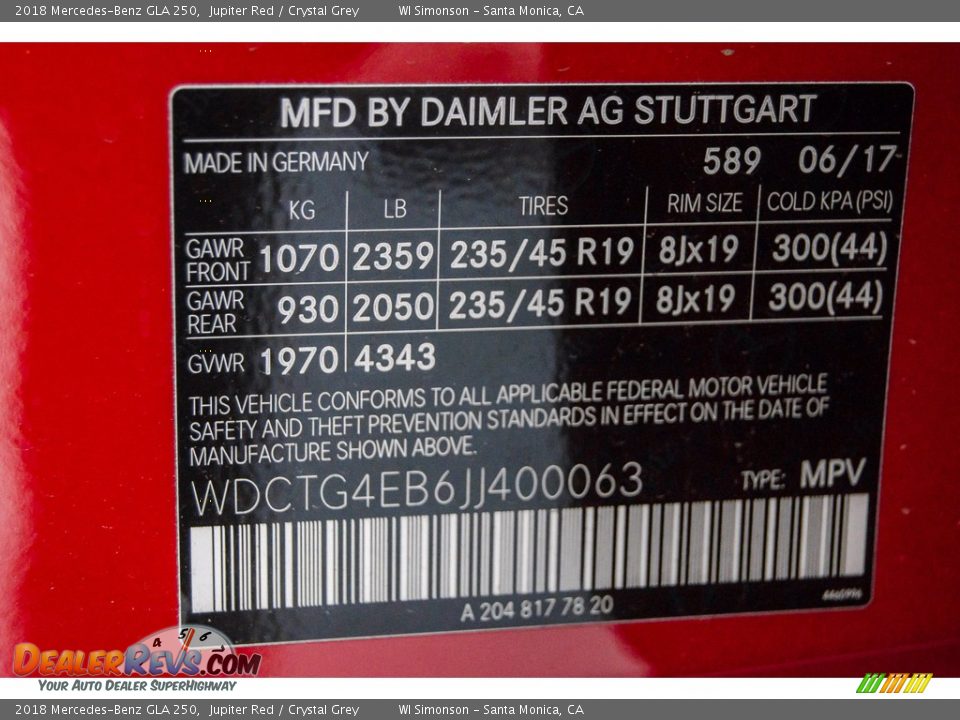 2018 Mercedes-Benz GLA 250, Jupiter Red / Crystal Grey WI Simonson - Santa Monica, CA
MFD BY DAIMLER AG STUTTGART
MADE IN GERMANY 589 06/17
KG LB TIRES RIM SIZE COLD KPA (PSI)
GAWR FRONT 1070 2359 235/45 R19 8Jx19 300(44)
GAWR REAR 930 2050 235/45 R19 8Jx19 300(44)
GVWR 1970 4343
THIS VEHICLE CONFORMS TO ALL APPLICABLE FEDERAL MOTOR VEHICLE
SAFETY AND THEFT PREVENTION STANDARDS IN EFFECT ON THE DATE OF
MANUFACTURE SHOWN ABOVE.
WDCTG4EB6JJ400063 TYPE: MPV
A 204 817 78 20
4 5 6
DEALERREVS.COM
YOUR AUTO DEALER SUPERHIGHWAY
2018 Mercedes-Benz GLA 250, Jupiter Red / Crystal Grey WI Simonson - Santa Monica, CA